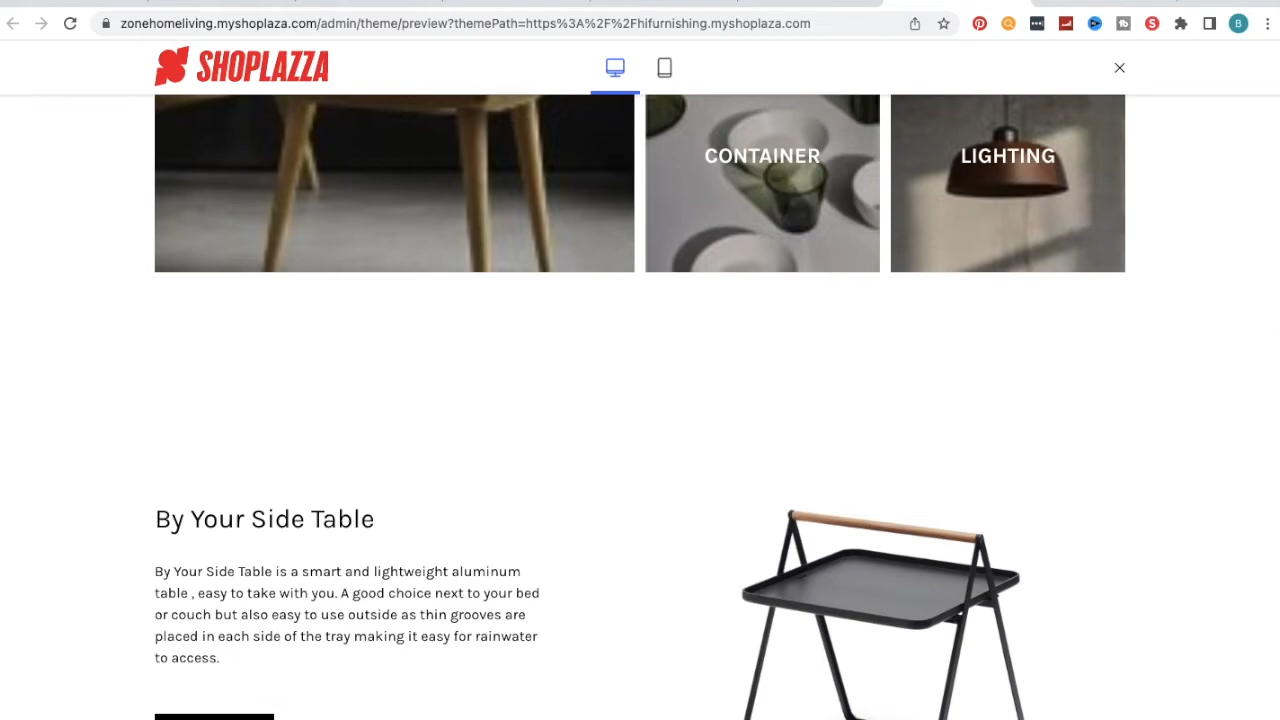 zonehomeliving.myshoplaza.com/admin/theme/preview?themePath=https%3A%2F%2Fhifurnishing.myshoplaza.com
B
SHOPLAZZA
CONTAINER
LIGHTING
By Your Side Table
By Your Side Table is a smart and lightweight aluminum
table , easy to take with you. A good choice next to your bed
or couch but also easy to use outside as thin grooves are
placed in each side of the tray making it easy for rainwater
to access.